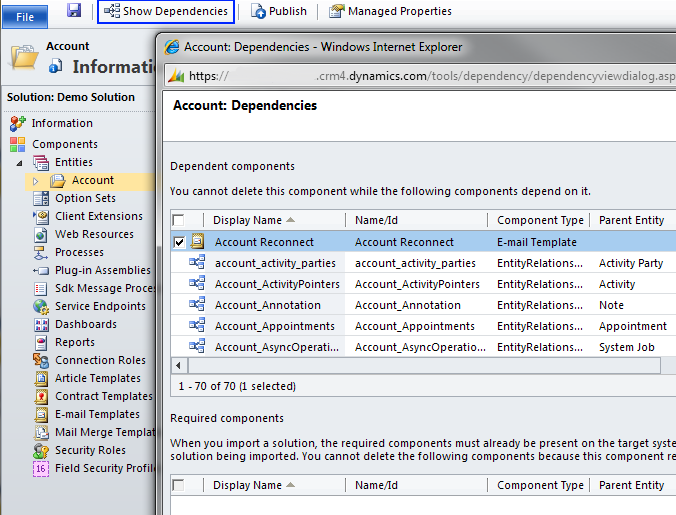 File
Show Dependencies
Publish
Managed Properties
Account
Informatio
Solution: Demo Solution
Information
Components
Entities
Account
Option Sets
Client Extensions
Web Resources
Processes
Plug-in Assemblies
Sdk Message Proce
Service Endpoints
Dashboards
Reports
Connection Roles
Article Templates
Contract Templates
E-mail Templates
Mail Merge Templat
Security Roles
16 Field Security Profile
Account: Dependencies - Windows Internet Explorer
https:// .crm4.dynamics.com/tools/dependency/dependencyviewdialog.asp
Account: Dependencies
Dependent components
You cannot delete this component while the following components depend on it.
Display Name Name/Id Component Type Parent Entity
Account Reconnect Account Reconnect E-mail Template
account_activity_parties account_activity_parties EntityRelations... Activity Party
Account_ActivityPointers Account_ActivityPointers EntityRelations... Activity
Account_Annotation Account_Annotation EntityRelations... Note
Account_Appointments Account_Appointments EntityRelations... Appointment
Account_AsyncOperati... Account_AsyncOperatio... EntityRelations... System Job
1 - 70 of 70 (1 selected)
Required components
When you import a solution, the required components must already be present on the target syste
solution being imported. You cannot delete the following components because this component re
Display Name Name/Id Component Type Parent Entity